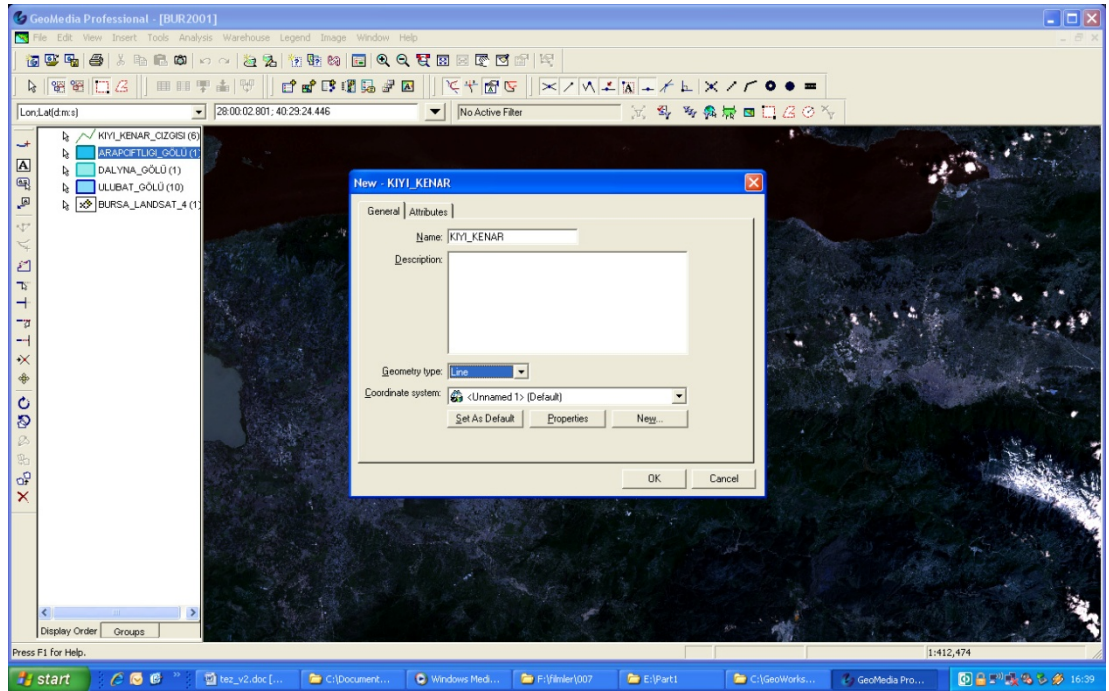 GeoMedia Professional - [BUR2001]
File Edit View Insert Tools Analysis Warehouse Legend Image Window Help
Lon,Lat(d:m:s)
28:00:02.801; 40:29:24.446
No Active Filter
KIYI_KENAR_CIZGISI (6)
ARAPCIFTLIGI_GÖLÜ (1)
DALYNA_GÖLÜ (1)
ULUBAT_GÖLÜ (10)
BURSA_LANDSAT_4 (1)
New - KIYI_KENAR
General Attributes
Name: KIYI_KENAR
Description:
Geometry type: Line
Coordinate system: <Unnamed 1> (Default)
Set As Default Properties New...
OK Cancel
Display Order Groups
Press F1 for Help.
1:412,474
start
tez_v2.doc [...
C:\Document...
Windows Medi...
F:\filmler\007
E:\Part1
C:\GeoWorks...
GeoMedia Pro...
16:39